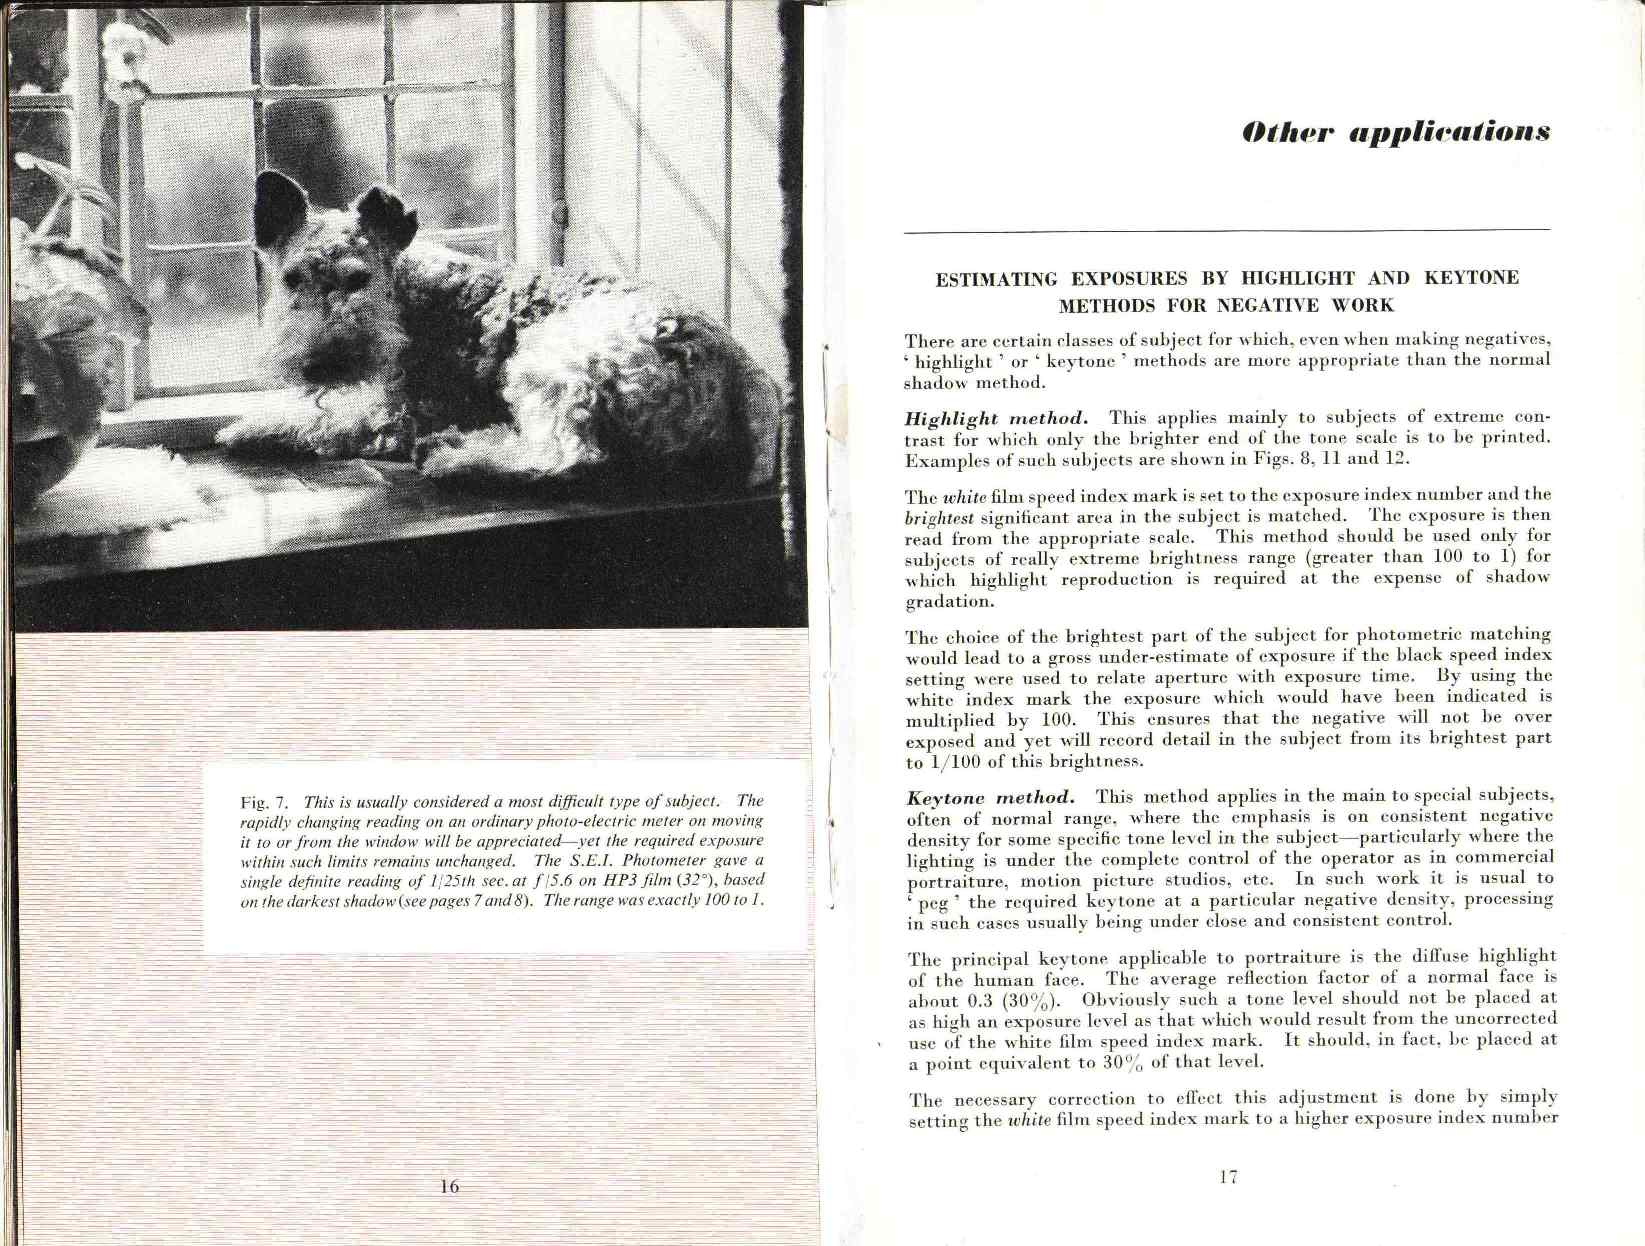 Fig. 7. This is usually considered a most difficult type of subject. The
rapidly changing reading on an ordinary photo-electric meter on moving
it to or from the window will be appreciated—yet the required exposure
within such limits remains unchanged. The S.E.I. Photometer gave a
single definite reading of 1/25th sec. at f/5.6 on HP3 film (32°), based
on the darkest shadow (see pages 7 and 8). The range was exactly 100 to 1.
16
Other applications
ESTIMATING EXPOSURES BY HIGHLIGHT AND KEYTONE
METHODS FOR NEGATIVE WORK
There are certain classes of subject for which, even when making negatives,
‘ highlight ’ or ‘ keytone ’ methods are more appropriate than the normal
shadow method.
Highlight method. This applies mainly to subjects of extreme con-
trast for which only the brighter end of the tone scale is to be printed.
Examples of such subjects are shown in Figs. 8, 11 and 12.
The white film speed index mark is set to the exposure index number and the
brightest significant area in the subject is matched. The exposure is then
read from the appropriate scale. This method should be used only for
subjects of really extreme brightness range (greater than 100 to 1) for
which highlight reproduction is required at the expense of shadow
gradation.
The choice of the brightest part of the subject for photometric matching
would lead to a gross under-estimate of exposure if the black speed index
setting were used to relate aperture with exposure time. By using the
white index mark the exposure which would have been indicated is
multiplied by 100. This ensures that the negative will not be over
exposed and yet will record detail in the subject from its brightest part
to 1/100 of this brightness.
Keytone method. This method applies in the main to special subjects,
often of normal range, where the emphasis is on consistent negative
density for some specific tone level in the subject—particularly where the
lighting is under the complete control of the operator as in commercial
portraiture, motion picture studios, etc. In such work it is usual to
‘ peg ’ the required keytone at a particular negative density, processing
in such cases usually being under close and consistent control.
The principal keytone applicable to portraiture is the diffuse highlight
of the human face. The average reflection factor of a normal face is
about 0.3 (30%). Obviously such a tone level should not be placed at
as high an exposure level as that which would result from the uncorrected
use of the white film speed index mark. It should, in fact, be placed at
a point equivalent to 30% of that level.
The necessary correction to effect this adjustment is done by simply
setting the white film speed index mark to a higher exposure index number
17